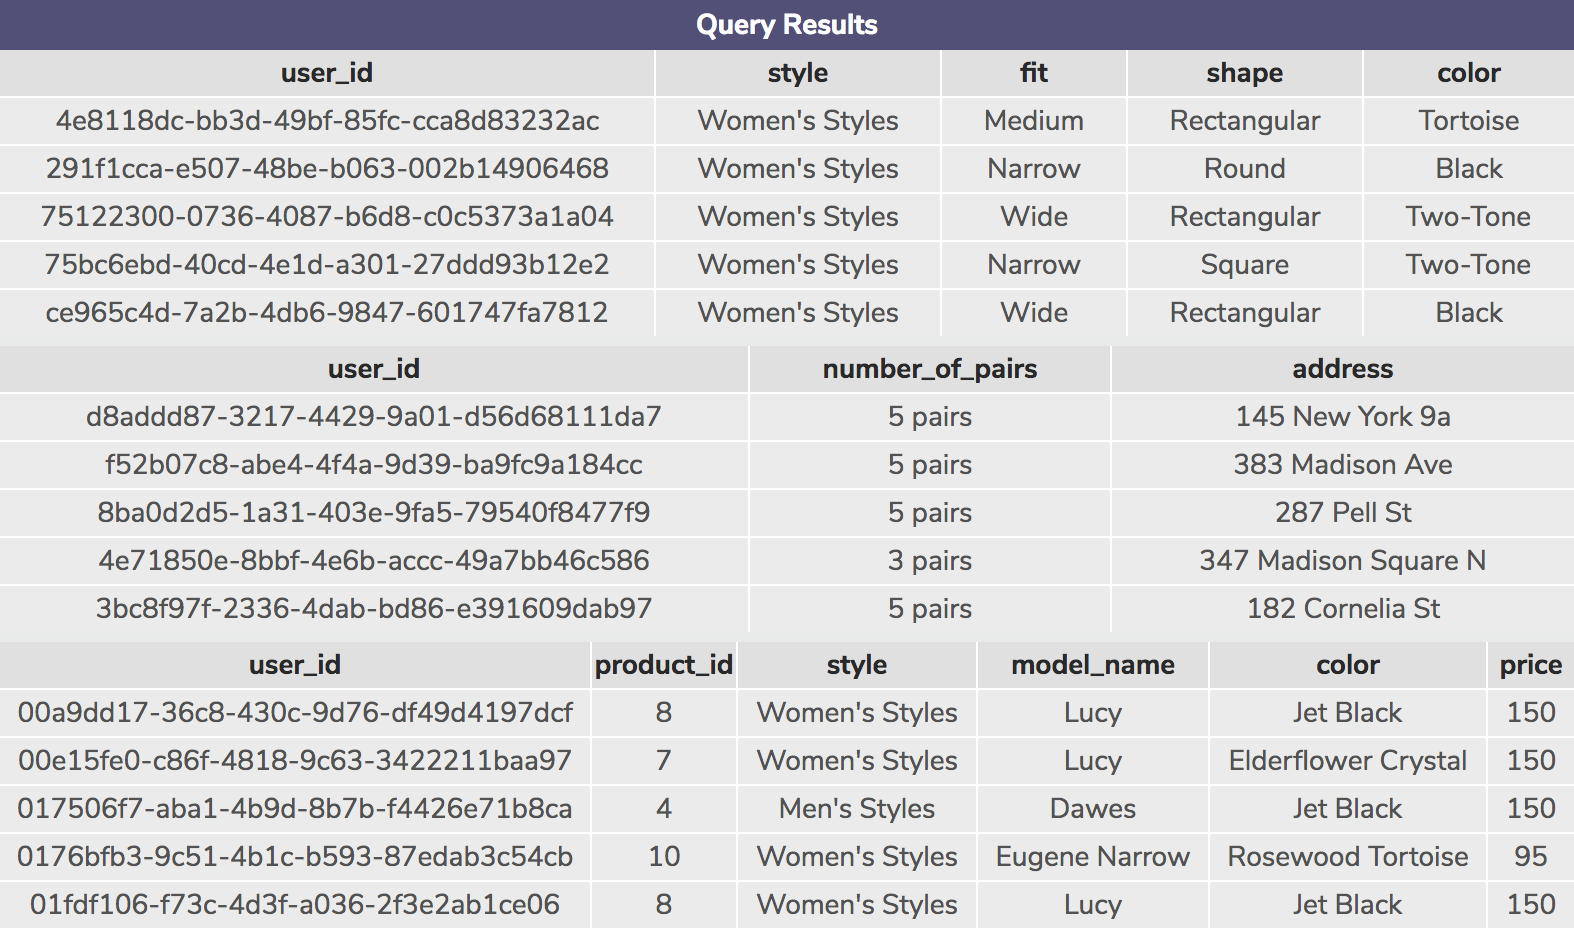 Query Results
user_id style fit shape color
4e8118dc-bb3d-49bf-85fc-cca8d83232ac Women's Styles Medium Rectangular Tortoise
291f1cca-e507-48be-b063-002b14906468 Women's Styles Narrow Round Black
75122300-0736-4087-b6d8-c0c5373a1a04 Women's Styles Wide Rectangular Two-Tone
75bc6ebd-40cd-4e1d-a301-27ddd93b12e2 Women's Styles Narrow Square Two-Tone
ce965c4d-7a2b-4db6-9847-601747fa7812 Women's Styles Wide Rectangular Black
user_id number_of_pairs address
d8addd87-3217-4429-9a01-d56d68111da7 5 pairs 145 New York 9a
f52b07c8-abe4-4f4a-9d39-ba9fc9a184cc 5 pairs 383 Madison Ave
8ba0d2d5-1a31-403e-9fa5-79540f8477f9 5 pairs 287 Pell St
4e71850e-8bbf-4e6b-accc-49a7bb46c586 3 pairs 347 Madison Square N
3bc8f97f-2336-4dab-bd86-e391609dab97 5 pairs 182 Cornelia St
user_id product_id style model_name color price
00a9dd17-36c8-430c-9d76-df49d4197dcf 8 Women's Styles Lucy Jet Black 150
00e15fe0-c86f-4818-9c63-3422211baa97 7 Women's Styles Lucy Elderflower Crystal 150
017506f7-aba1-4b9d-8b7b-f4426e71b8ca 4 Men's Styles Dawes Jet Black 150
0176bfb3-9c51-4b1c-b593-87edab3c54cb 10 Women's Styles Eugene Narrow Rosewood Tortoise 95
01fdf106-f73c-4d3f-a036-2f3e2ab1ce06 8 Women's Styles Lucy Jet Black 150